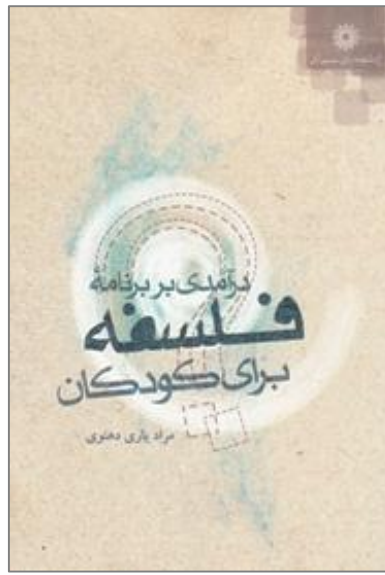 درآمدی بر برنامهٔ
فلسفه
برای کودکان
مراد یاری دهنوی